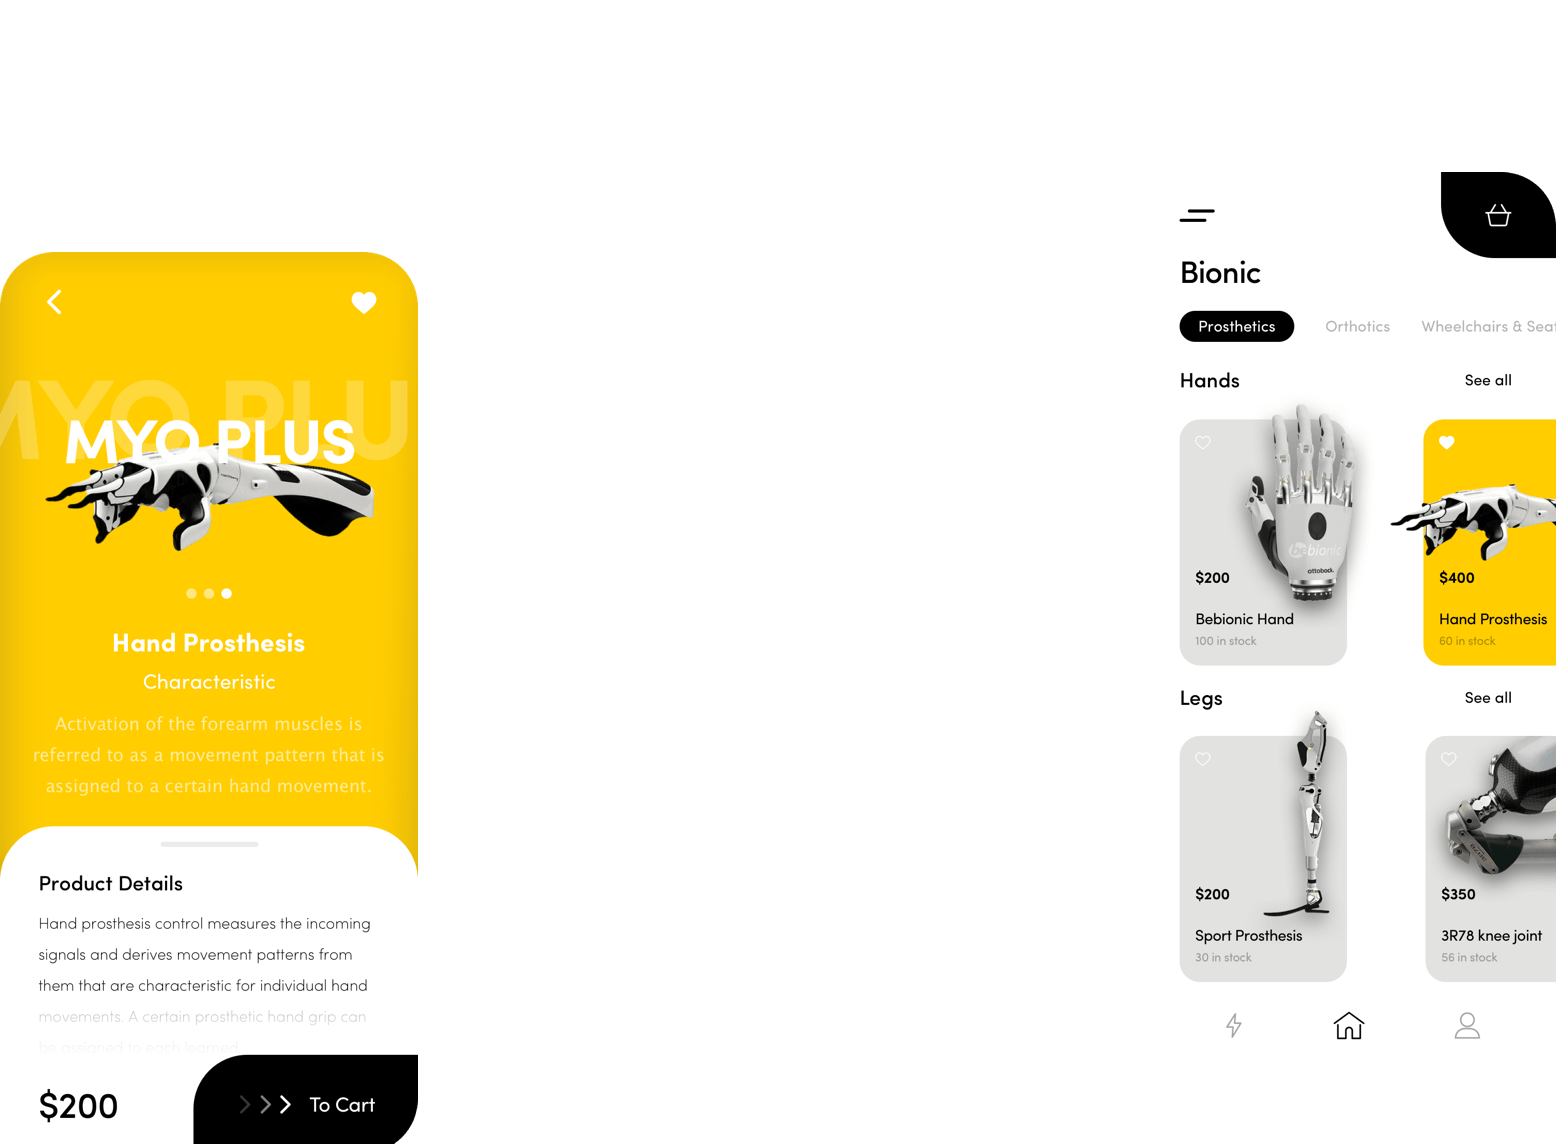 MYO PLUS
MYO PLUS
Hand Prosthesis
Characteristic
Activation of the forearm muscles is
referred to as a movement pattern that is
assigned to a certain hand movement.
Product Details
Hand prosthesis control measures the incoming
signals and derives movement patterns from
them that are characteristic for individual hand
movements. A certain prosthetic hand grip can
be assigned to each learned
$200
To Cart
Bionic
Prosthetics
Orthotics
Wheelchairs & Seat
Hands
See all
bebionic
ottobock.
$200
Bebionic Hand
100 in stock
$400
Hand Prosthesis
60 in stock
Legs
See all
$200
Sport Prosthesis
30 in stock
$350
3R78 knee joint
56 in stock